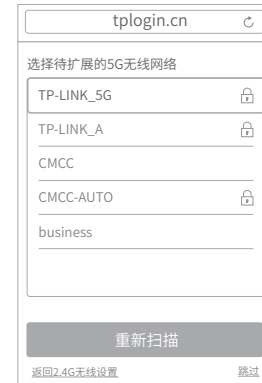 tplogin.cn
选择待扩展的5G无线网络
TP-LINK_5G
TP-LINK_A
CMCC
CMCC-AUTO
business
重新扫描
返回2.4G无线设置 跳过